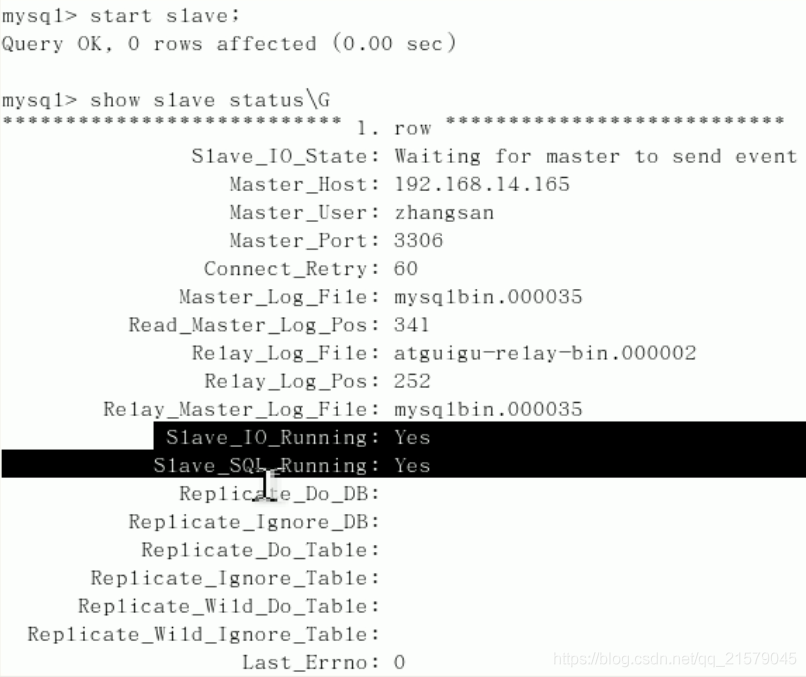 mysql> start slave;
Query OK, 0 rows affected (0.00 sec)
mysql> show slave status\G
*************************** 1. row ***************************
Slave_IO_State: Waiting for master to send event
Master_Host: 192.168.14.165
Master_User: zhangsan
Master_Port: 3306
Connect_Retry: 60
Master_Log_File: mysqlbin.000035
Read_Master_Log_Pos: 341
Relay_Log_File: atguigu-relay-bin.000002
Relay_Log_Pos: 252
Relay_Master_Log_File: mysqlbin.000035
Slave_IO_Running: Yes
Slave_SQL_Running: Yes
Replicate_Do_DB:
Replicate_Ignore_DB:
Replicate_Do_Table:
Replicate_Ignore_Table:
Replicate_Wild_Do_Table:
Replicate_Wild_Ignore_Table:
Last_Errno: 0
https://blog.csdn.net/qq_21579045